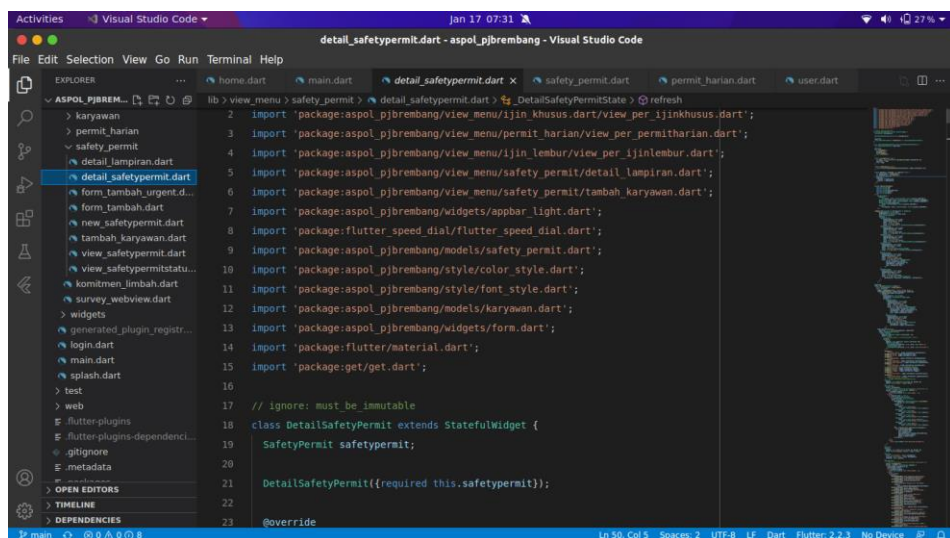 Activities
Visual Studio Code
Jan 17 07:31
27%
detail_safetypermit.dart - aspol_pjbrembang - Visual Studio Code
File Edit Selection View Go Run Terminal Help
EXPLORER
home.dart
main.dart
detail_safetypermit.dart
safety_permit.dart
permit_harian.dart
user.dart
ASPOL_PJBREM...
lib > view_menu > safety_permit > detail_safetypermit.dart > _DetailSafetyPermitState > refresh
> karyawan
> permit_harian
safety_permit
detail_lampiran.dart
detail_safetypermit.dart
form_tambah_urgent.d...
form_tambah.dart
new_safetypermit.dart
tambah_karyawan.dart
view_safetypermit.dart
view_safetypermitstatu...
komitmen_limbah.dart
survey_webview.dart
> widgets
generated_plugin_registr...
login.dart
main.dart
splash.dart
> test
> web
.flutter-plugins
.flutter-plugins-dependenci...
.gitignore
.metadata
> OPEN EDITORS
> TIMELINE
> DEPENDENCIES
2 import 'package:aspol_pjbrembang/view_menu/ijin_khusus.dart/view_per_ijinkhusus.dart';
3 import 'package:aspol_pjbrembang/view_menu/permit_harian/view_per_permitharian.dart';
4 import 'package:aspol_pjbrembang/view_menu/ijin_lembur/view_per_ijinlembur.dart';
5 import 'package:aspol_pjbrembang/view_menu/safety_permit/detail_lampiran.dart';
6 import 'package:aspol_pjbrembang/view_menu/safety_permit/tambah_karyawan.dart';
7 import 'package:aspol_pjbrembang/widgets/appbar_light.dart';
8 import 'package:flutter_speed_dial/flutter_speed_dial.dart';
9 import 'package:aspol_pjbrembang/models/safety_permit.dart';
10 import 'package:aspol_pjbrembang/style/color_style.dart';
11 import 'package:aspol_pjbrembang/style/font_style.dart';
12 import 'package:aspol_pjbrembang/models/karyawan.dart';
13 import 'package:aspol_pjbrembang/widgets/form.dart';
14 import 'package:flutter/material.dart';
15 import 'package:get/get.dart';
16
17 // ignore: must_be_immutable
18 class DetailSafetyPermit extends StatefulWidget {
19 SafetyPermit safetypermit;
20
21 DetailSafetyPermit({required this.safetypermit});
22
23 @override
main 0 0 8 Ln 50, Col 5 Spaces: 2 UTF-8 LF Dart Flutter: 2.2.3 No Device